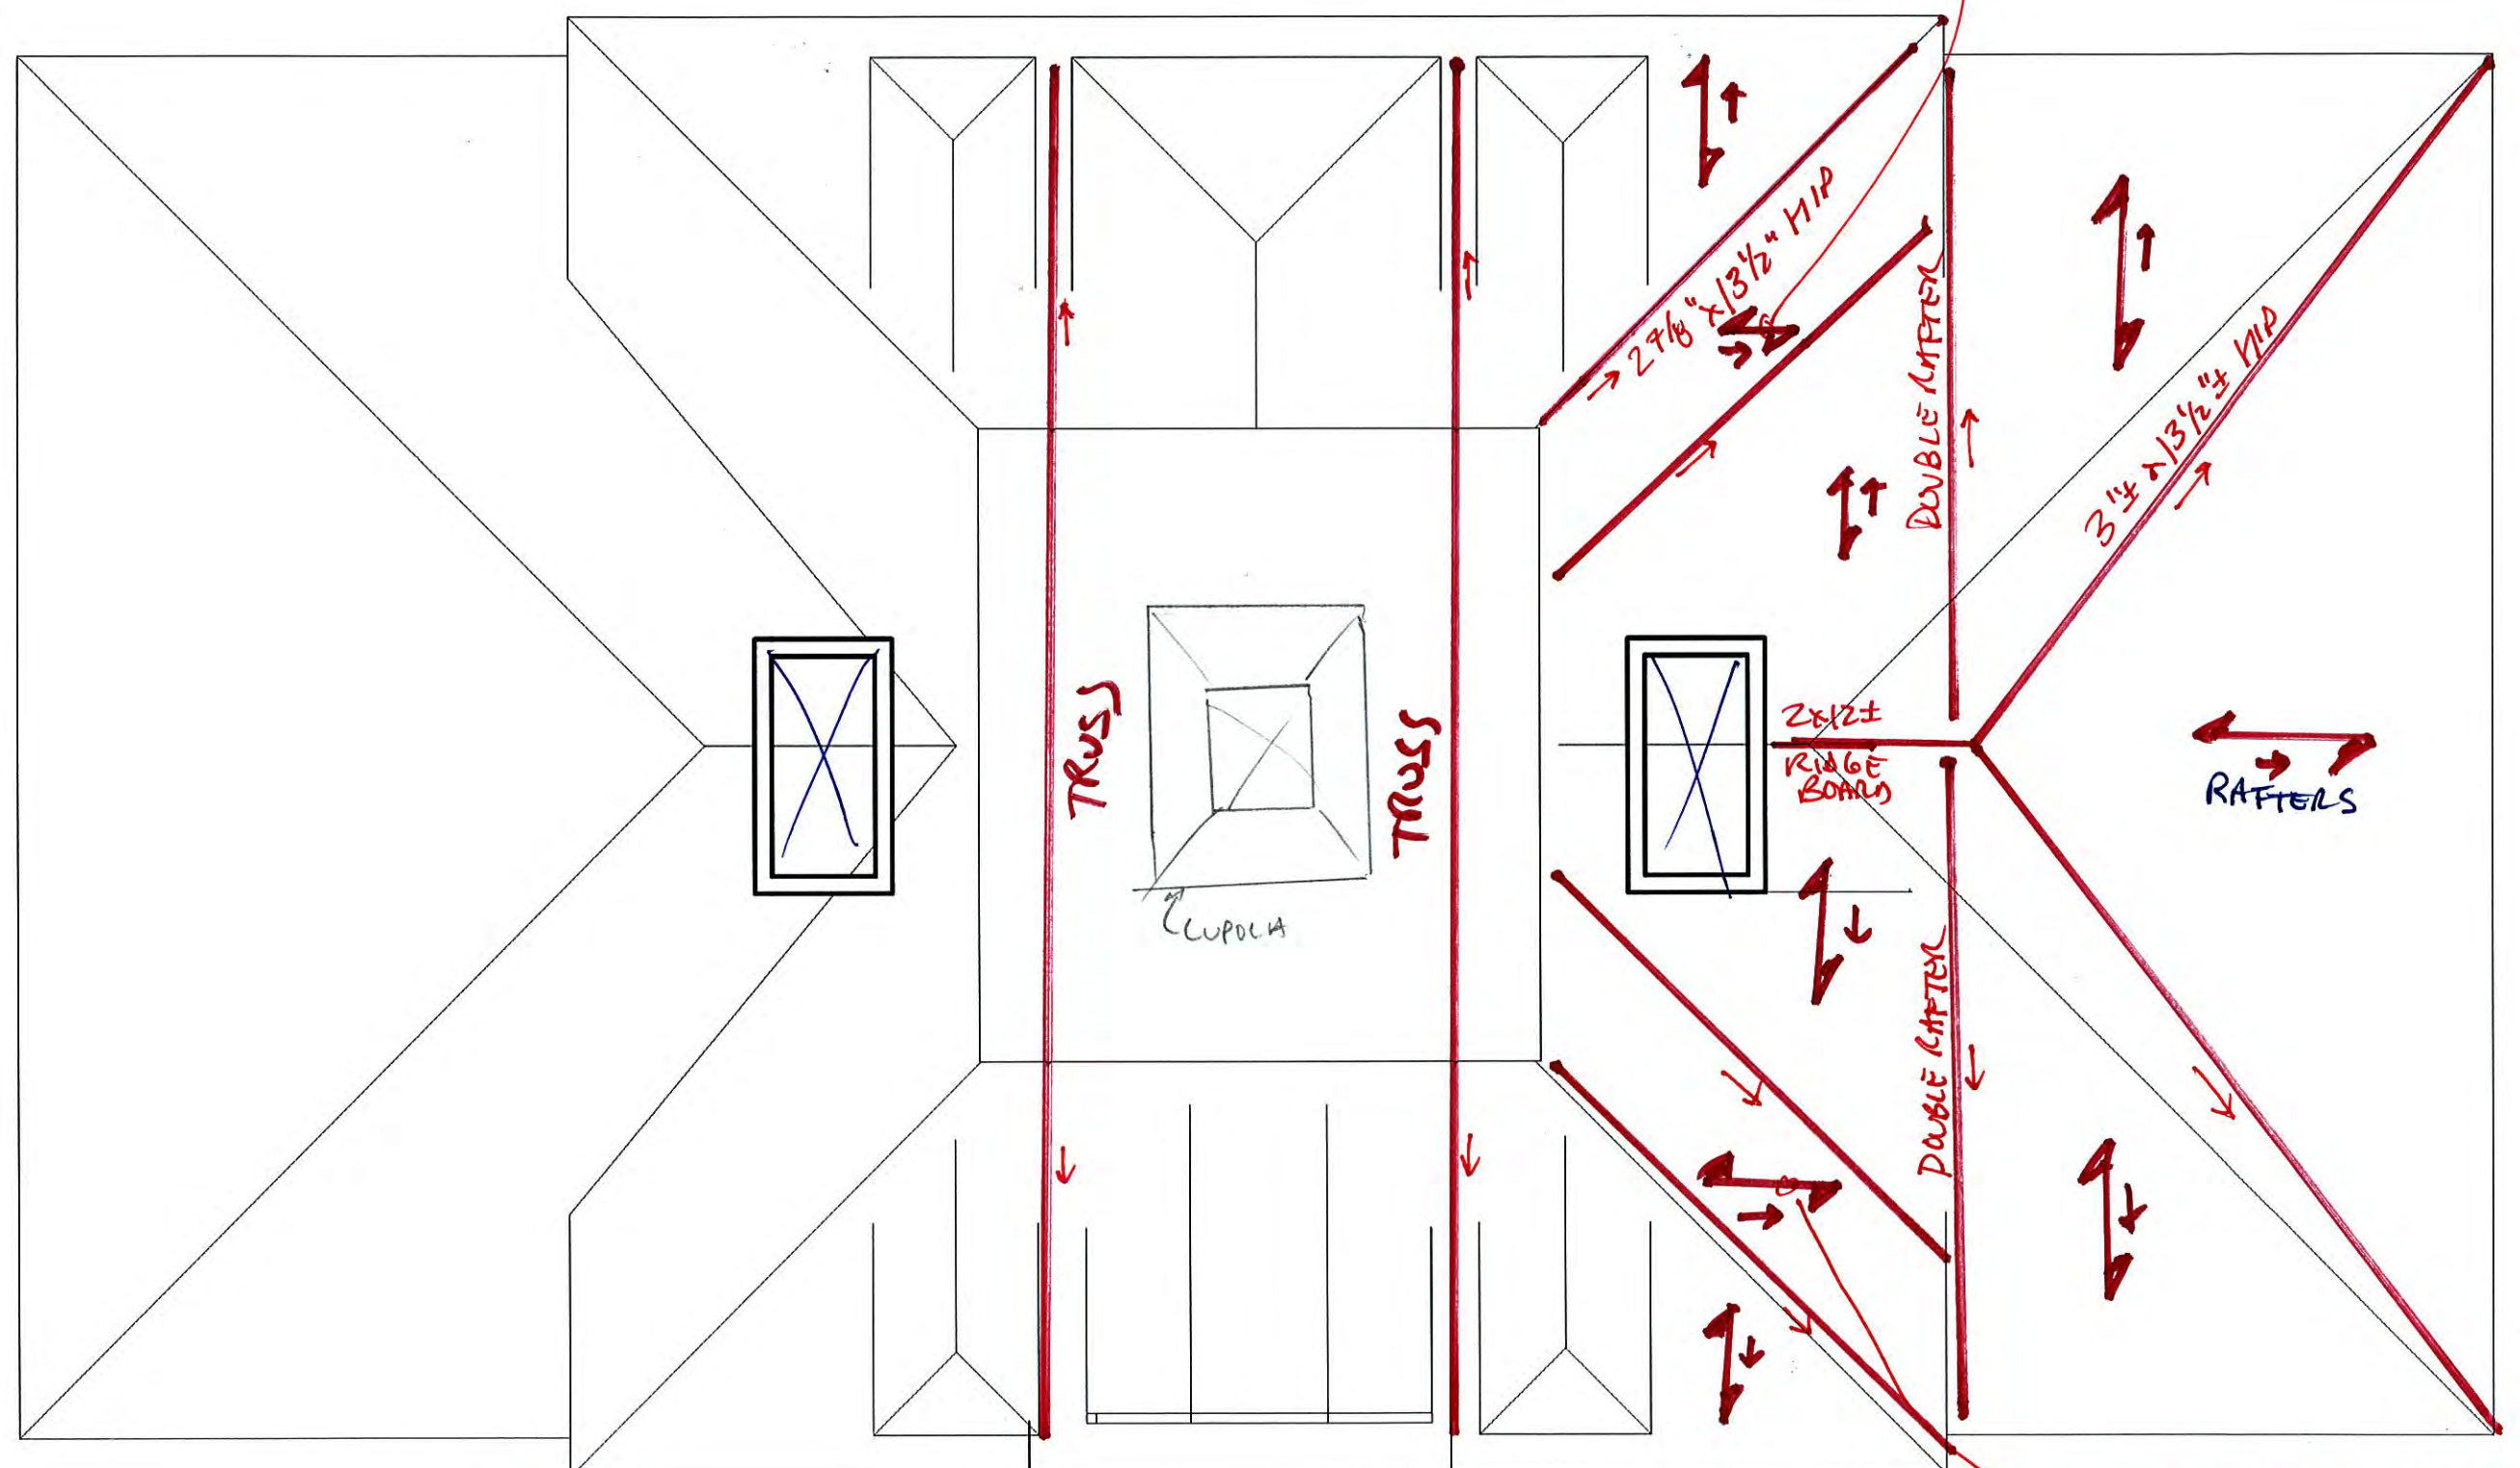 2 7/8" x 13 1/2" HIP
DOUBLE RAFTER
3"± x 13 1/2"± HIP
TRUSS
TRUSS
2x12±
RIDGE
BOARD
RAFTERS
CUPOLA
DOUBLE RAFTER